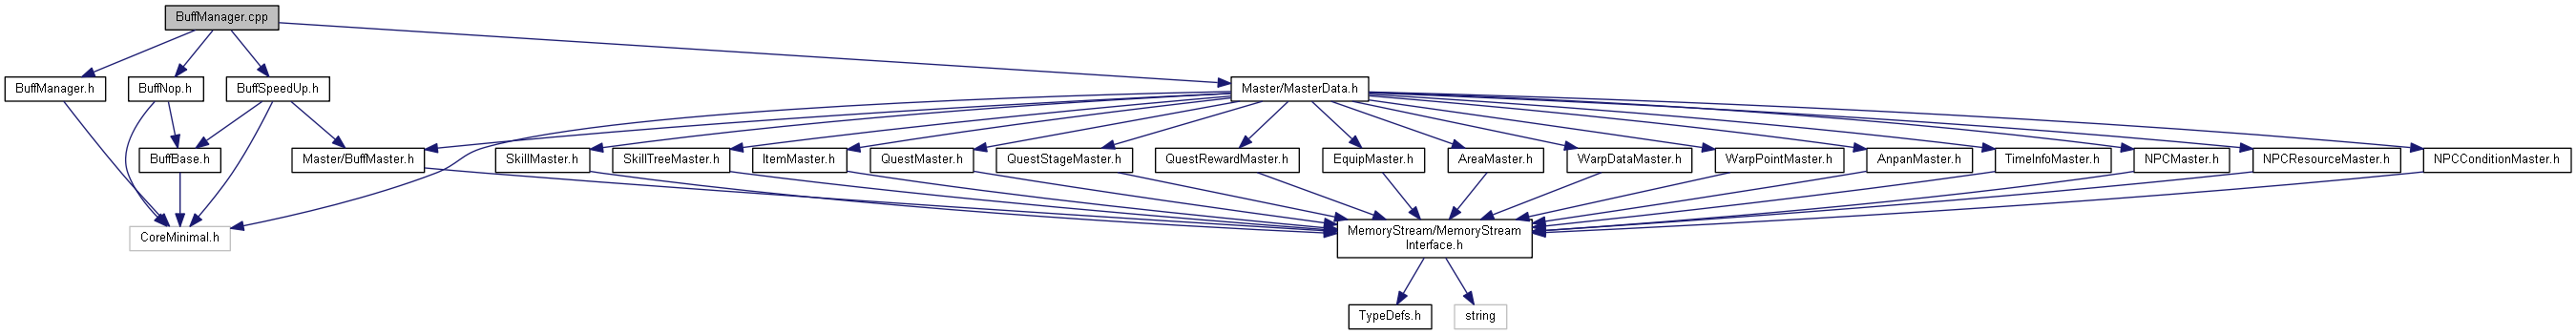 BuffManager.cpp
BuffManager.h
BuffNop.h
BuffSpeedUp.h
Master/MasterData.h
BuffBase.h
Master/BuffMaster.h
SkillMaster.h
SkillTreeMaster.h
ItemMaster.h
QuestMaster.h
QuestStageMaster.h
QuestRewardMaster.h
EquipMaster.h
AreaMaster.h
WarpDataMaster.h
WarpPointMaster.h
AnpanMaster.h
TimeInfoMaster.h
NPCMaster.h
NPCResourceMaster.h
NPCConditionMaster.h
CoreMinimal.h
MemoryStream/MemoryStream
Interface.h
TypeDefs.h
string